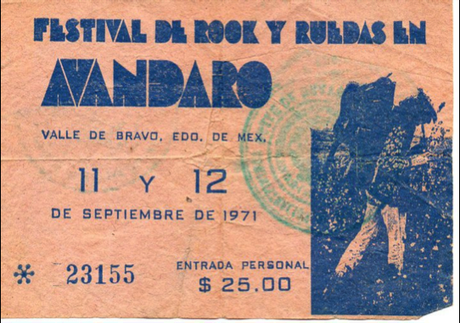 FESTIVAL DE ROCK Y RUEDAS EN
AVANDARO
VALLE DE BRAVO, EDO. DE MEX.
11 Y 12
DE SEPTIEMBRE DE 1971
* 23155
ENTRADA PERSONAL
$ 25.00